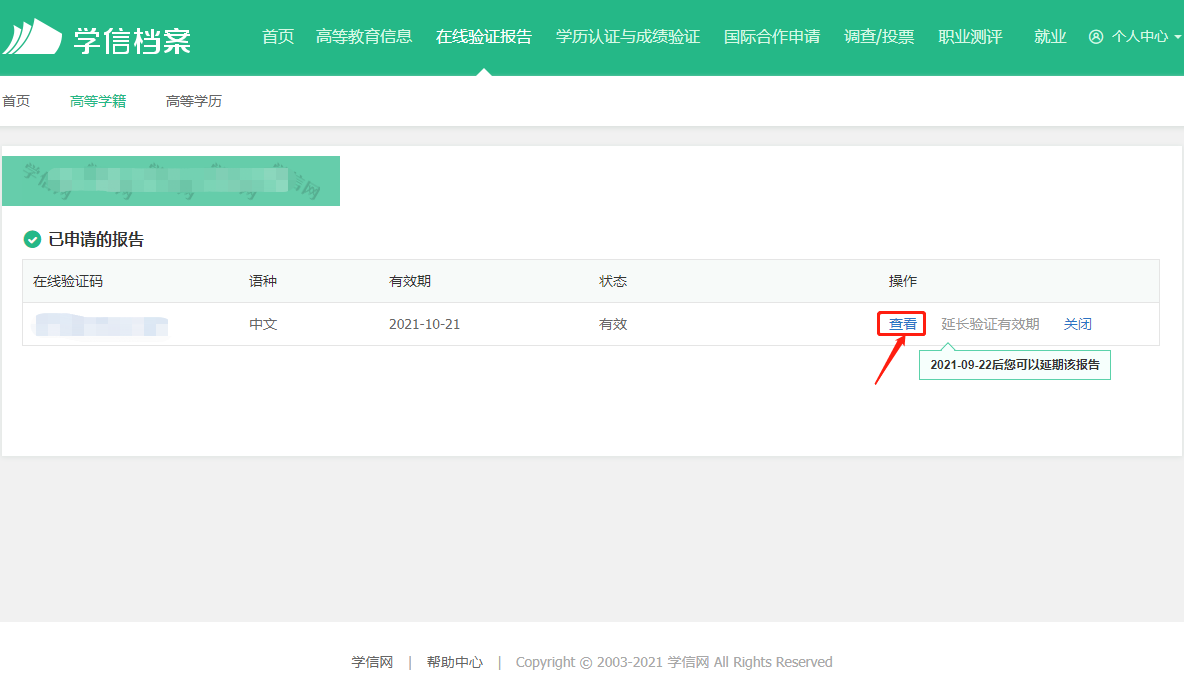 学信档案 首页 高等教育信息 在线验证报告 学历认证与成绩验证 国际合作申请 调查/投票 职业测评 就业 个人中心
首页 高等学籍 高等学历
已申请的报告
在线验证码 语种 有效期 状态 操作
中文 2021-10-21 有效 查看 延长验证有效期 关闭
2021-09-22后您可以延期该报告
学信网 | 帮助中心 | Copyright © 2003-2021 学信网 All Rights Reserved